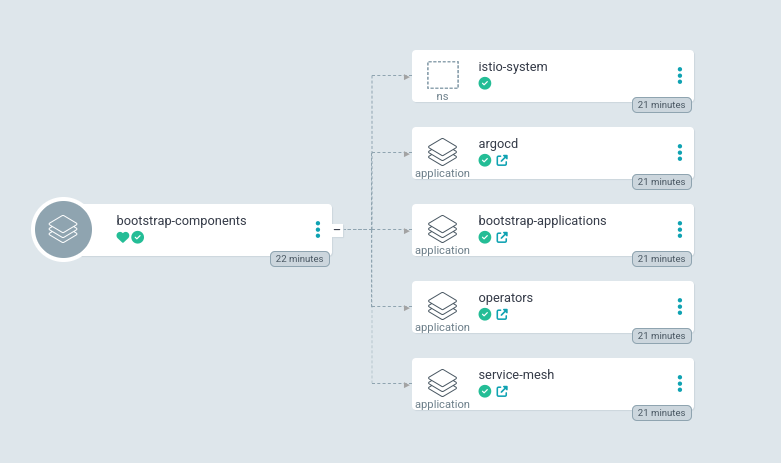 istio-system
ns
21 minutes
argocd
application
21 minutes
bootstrap-components
22 minutes
bootstrap-applications
application
21 minutes
operators
application
21 minutes
service-mesh
application
21 minutes